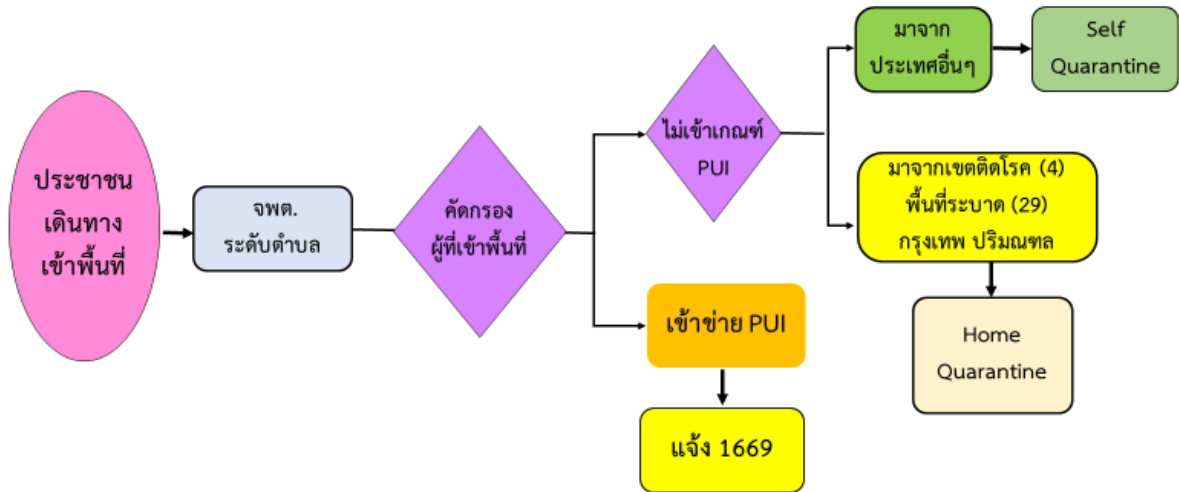 ประชาชน
เดินทาง
เข้าพื้นที่
จพต.
ระดับตำบล
คัดกรอง
ผู้ที่เข้าพื้นที่
ไม่เข้าเกณฑ์
PUI
มาจาก
ประเทศอื่นๆ
Self
Quarantine
มาจากเขตติดโรค (4)
พื้นที่ระบาด (29)
กรุงเทพ ปริมณฑล
Home
Quarantine
เข้าข่าย PUI
แจ้ง 1669